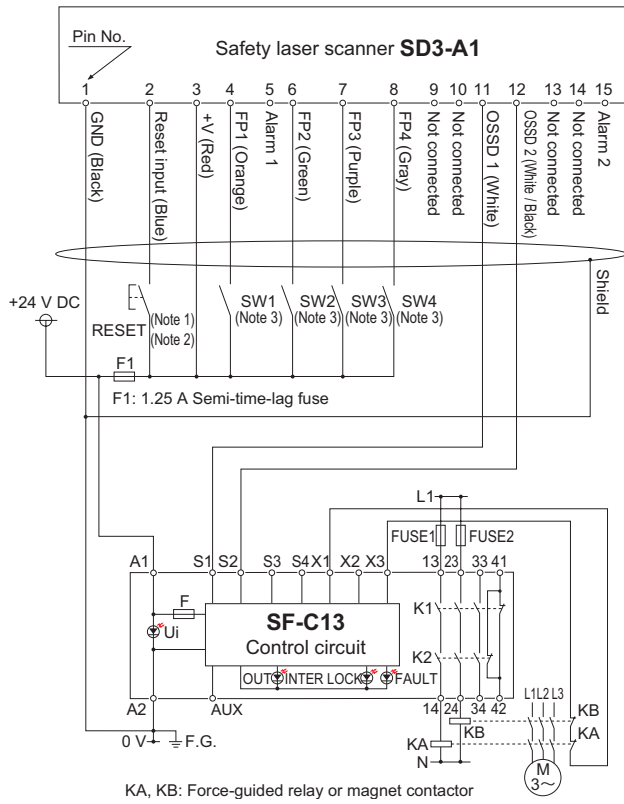 Pin No.
Safety laser scanner SD3-A1
1 2 3 4 5 6 7 8 9 10 11 12 13 14 15
GND (Black)
Reset input (Blue)
+V (Red)
FP1 (Orange)
Alarm 1
FP2 (Green)
FP3 (Purple)
FP4 (Gray)
Not connected
Not connected
OSSD 1 (White)
OSSD 2 (White / Black)
Not connected
Not connected
Alarm 2
Shield
+24 V DC
RESET
(Note 1)
(Note 2)
SW1
(Note 3)
SW2
(Note 3)
SW3
(Note 3)
SW4
(Note 3)
F1
F1: 1.25 A Semi-time-lag fuse
L1
FUSE1
FUSE2
A1 S1 S2 S3 S4 X1 X2 X3 13 23 33 41
F
Ui
SF-C13
Control circuit
K1
K2
OUT
INTER LOCK
FAULT
A2 AUX 14 24 34 42
L1 L2 L3
KB
KA
KB
KA
0 V
F.G.
N
M
3~
KA, KB: Force-guided relay or magnet contactor